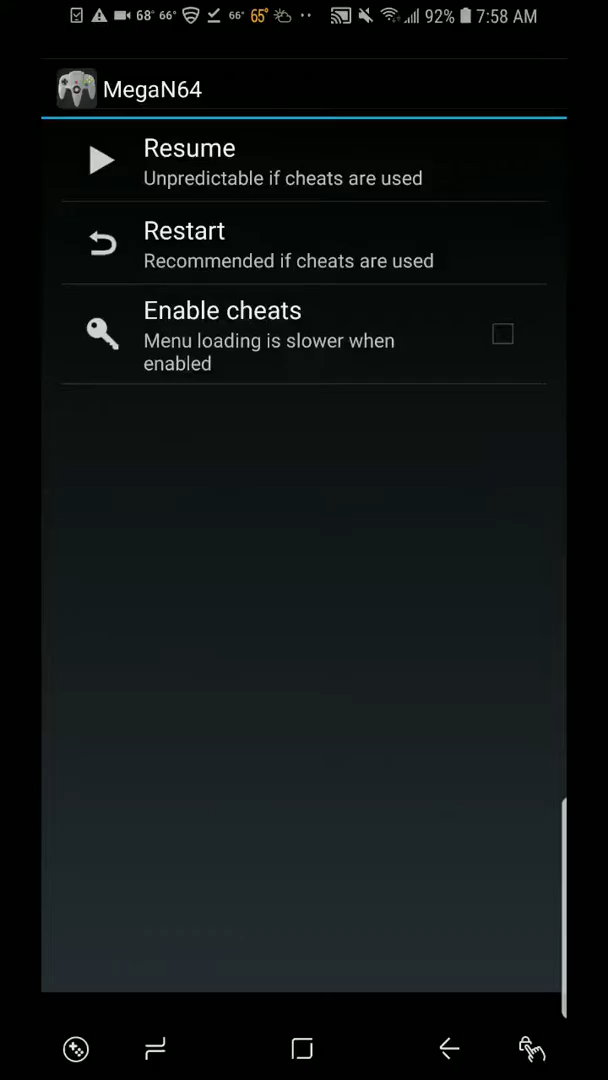 68° 66° 66° 65° 92% 7:58 AM
MegaN64
Resume
Unpredictable if cheats are used
Restart
Recommended if cheats are used
Enable cheats
Menu loading is slower when
enabled